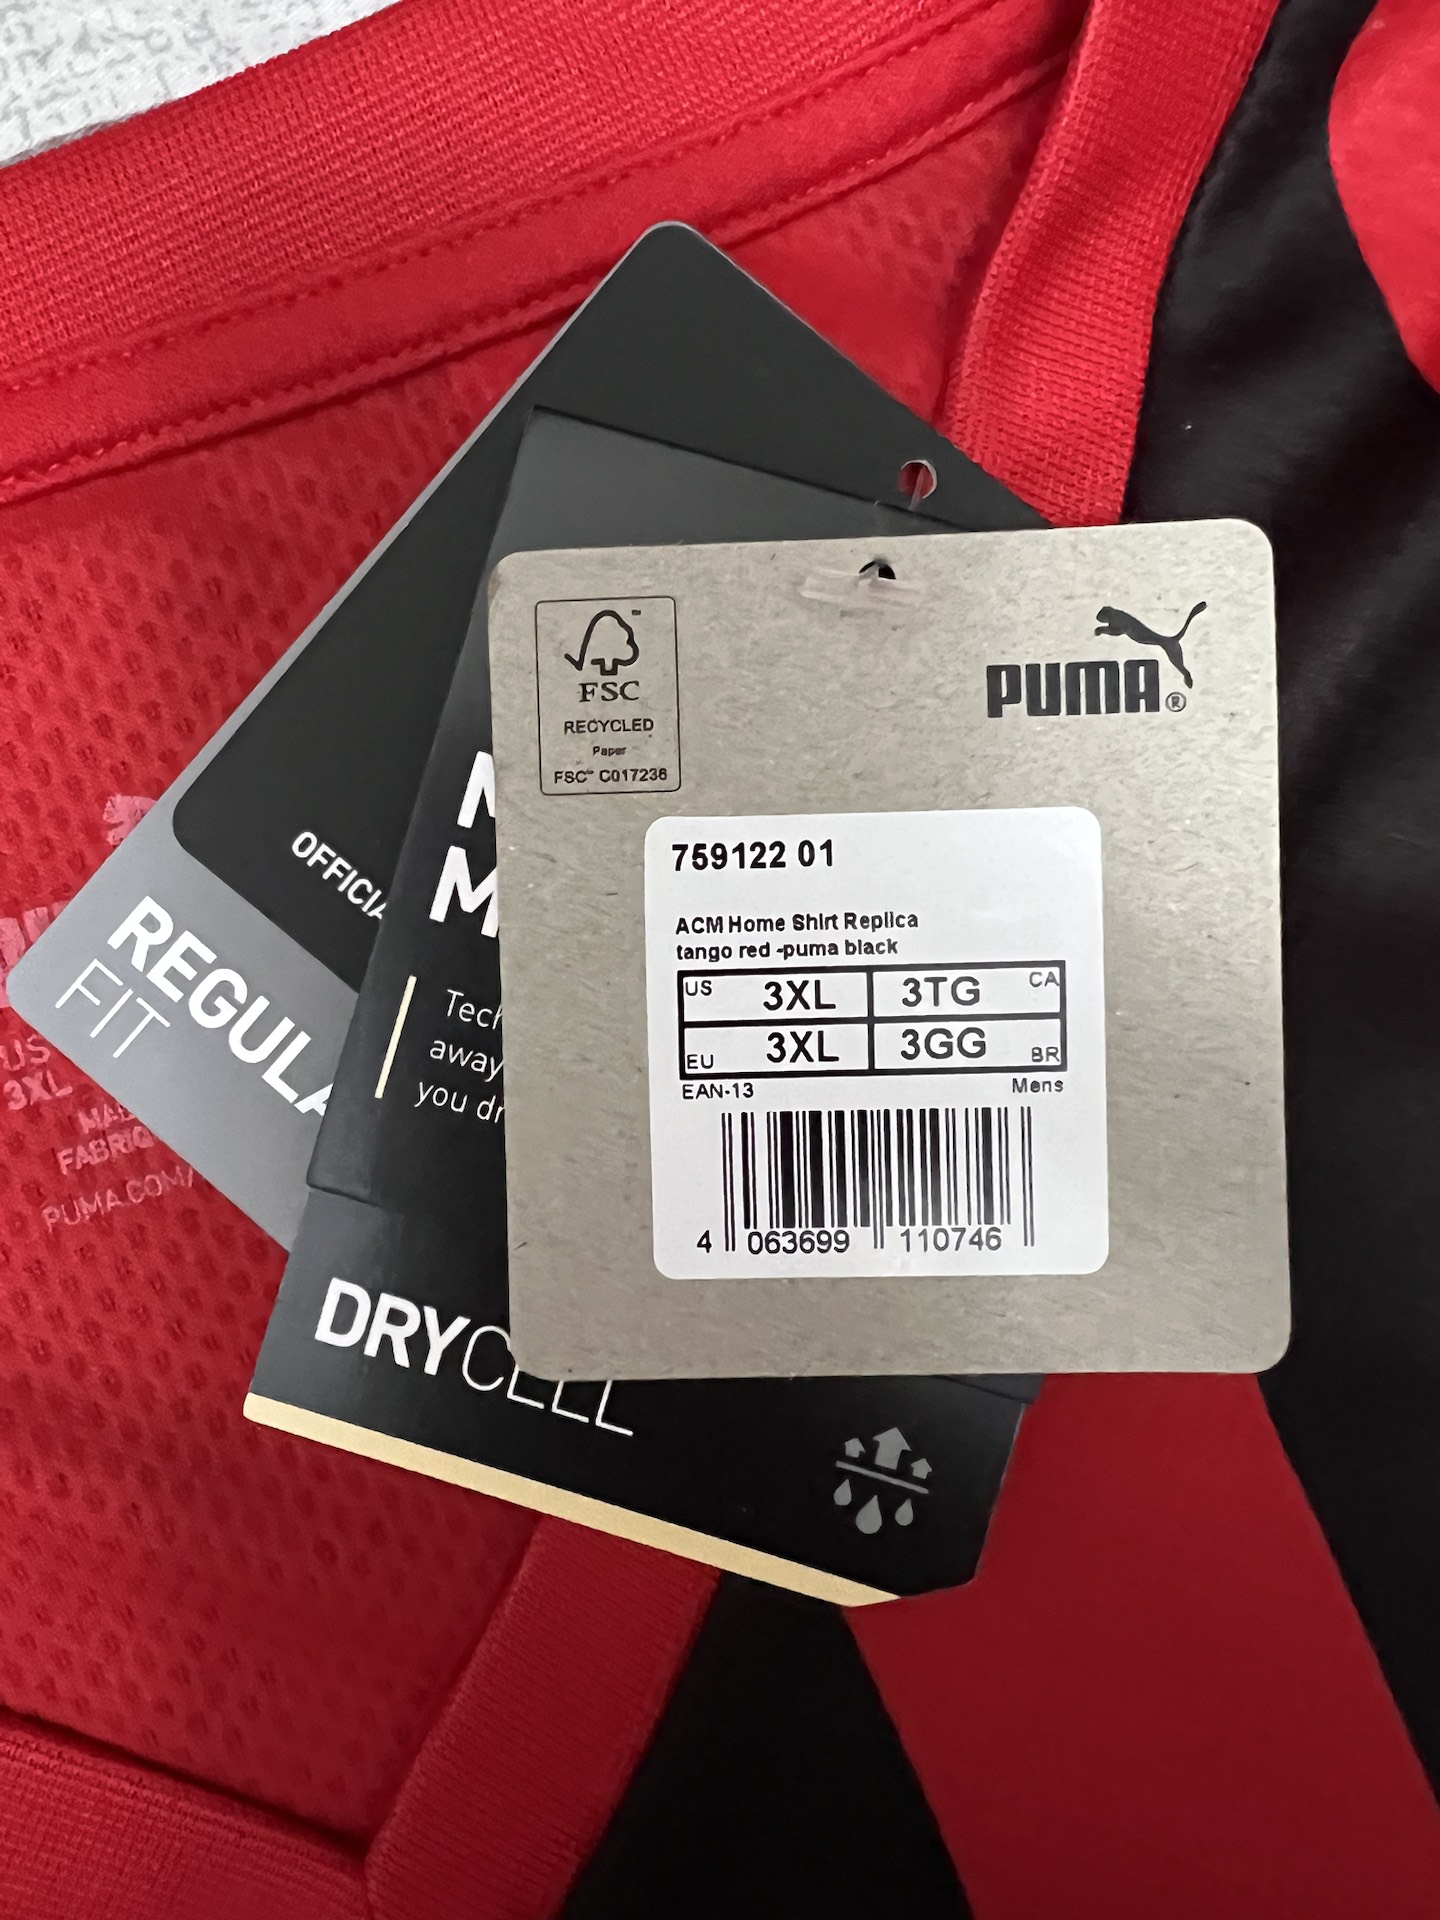 FSC
RECYCLED
Paper
FSC™ C017236
PUMA®
759122 01
ACM Home Shirt Replica
tango red -puma black
US 3XL 3TG CA
EU 3XL 3GG BR
EAN-13 Mens
4 063699 110746
OFFICIA
REGULA
FIT
M
Tech
away
you dr
DRYCELL
US
3XL
FABRIQ
PUMA.COM/